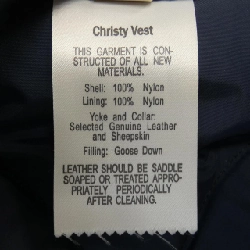 Christy Vest
THIS GARMENT IS CON-
STRUCTED OF ALL NEW
MATERIALS.
Shell: 100% Nylon
Lining: 100% Nylon
Yoke and Collar:
Selected Genuine Leather
and Sheepskin
Filling: Goose Down
LEATHER SHOULD BE SADDLE
SOAPED OR TREATED APPRO-
PRIATELY PERIODICALLY
AFTER CLEANING.